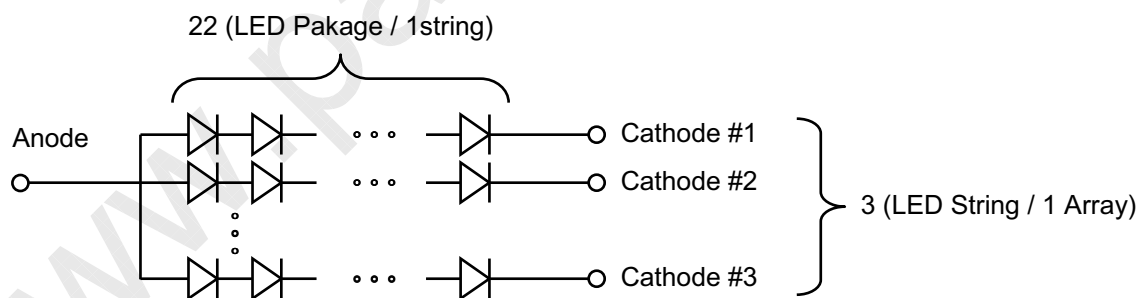 22 (LED Pakage / 1string)
Anode
Cathode #1
Cathode #2
3 (LED String / 1 Array)
Cathode #3